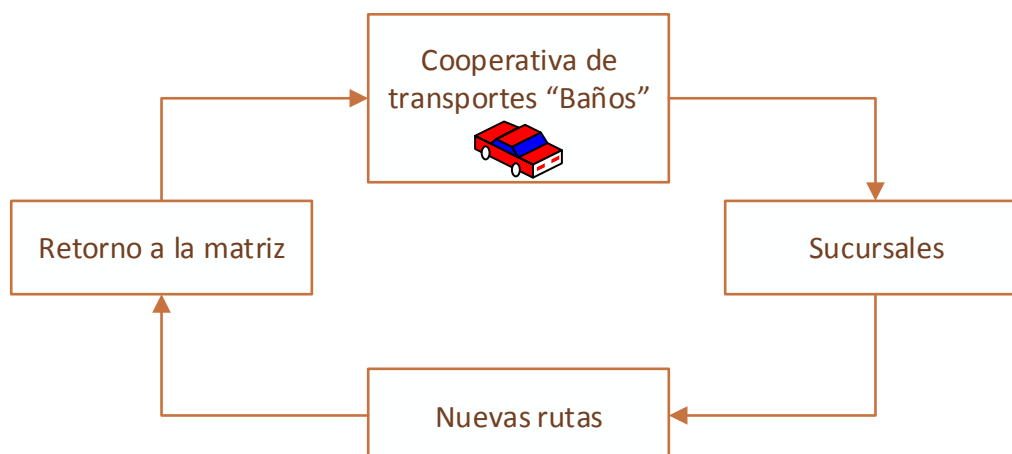 Cooperativa de
transportes “Baños”
Retorno a la matriz
Sucursales
Nuevas rutas